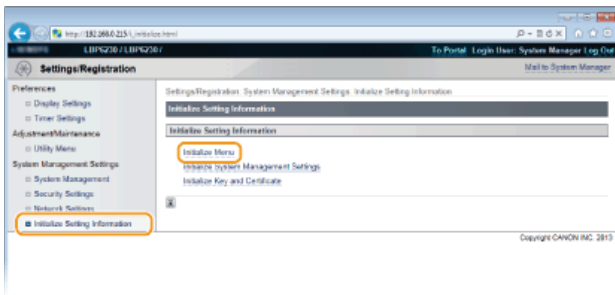 http://192.168.0.215/i_initialize.html
LBP6230 / LBP6230 /
To Portal Login User: System Manager Log Out
Settings/Registration
Mail to System Manager
Preferences
Display Settings
Timer Settings
Adjustment/Maintenance
Utility Menu
System Management Settings
System Management
Security Settings
Network Settings
Initialize Setting Information
Settings/Registration: System Management Settings: Initialize Setting Information
Initialize Setting Information
Initialize Setting Information
Initialize Menu
Initialize System Management Settings
Initialize Key and Certificate
Copyright CANON INC. 2013